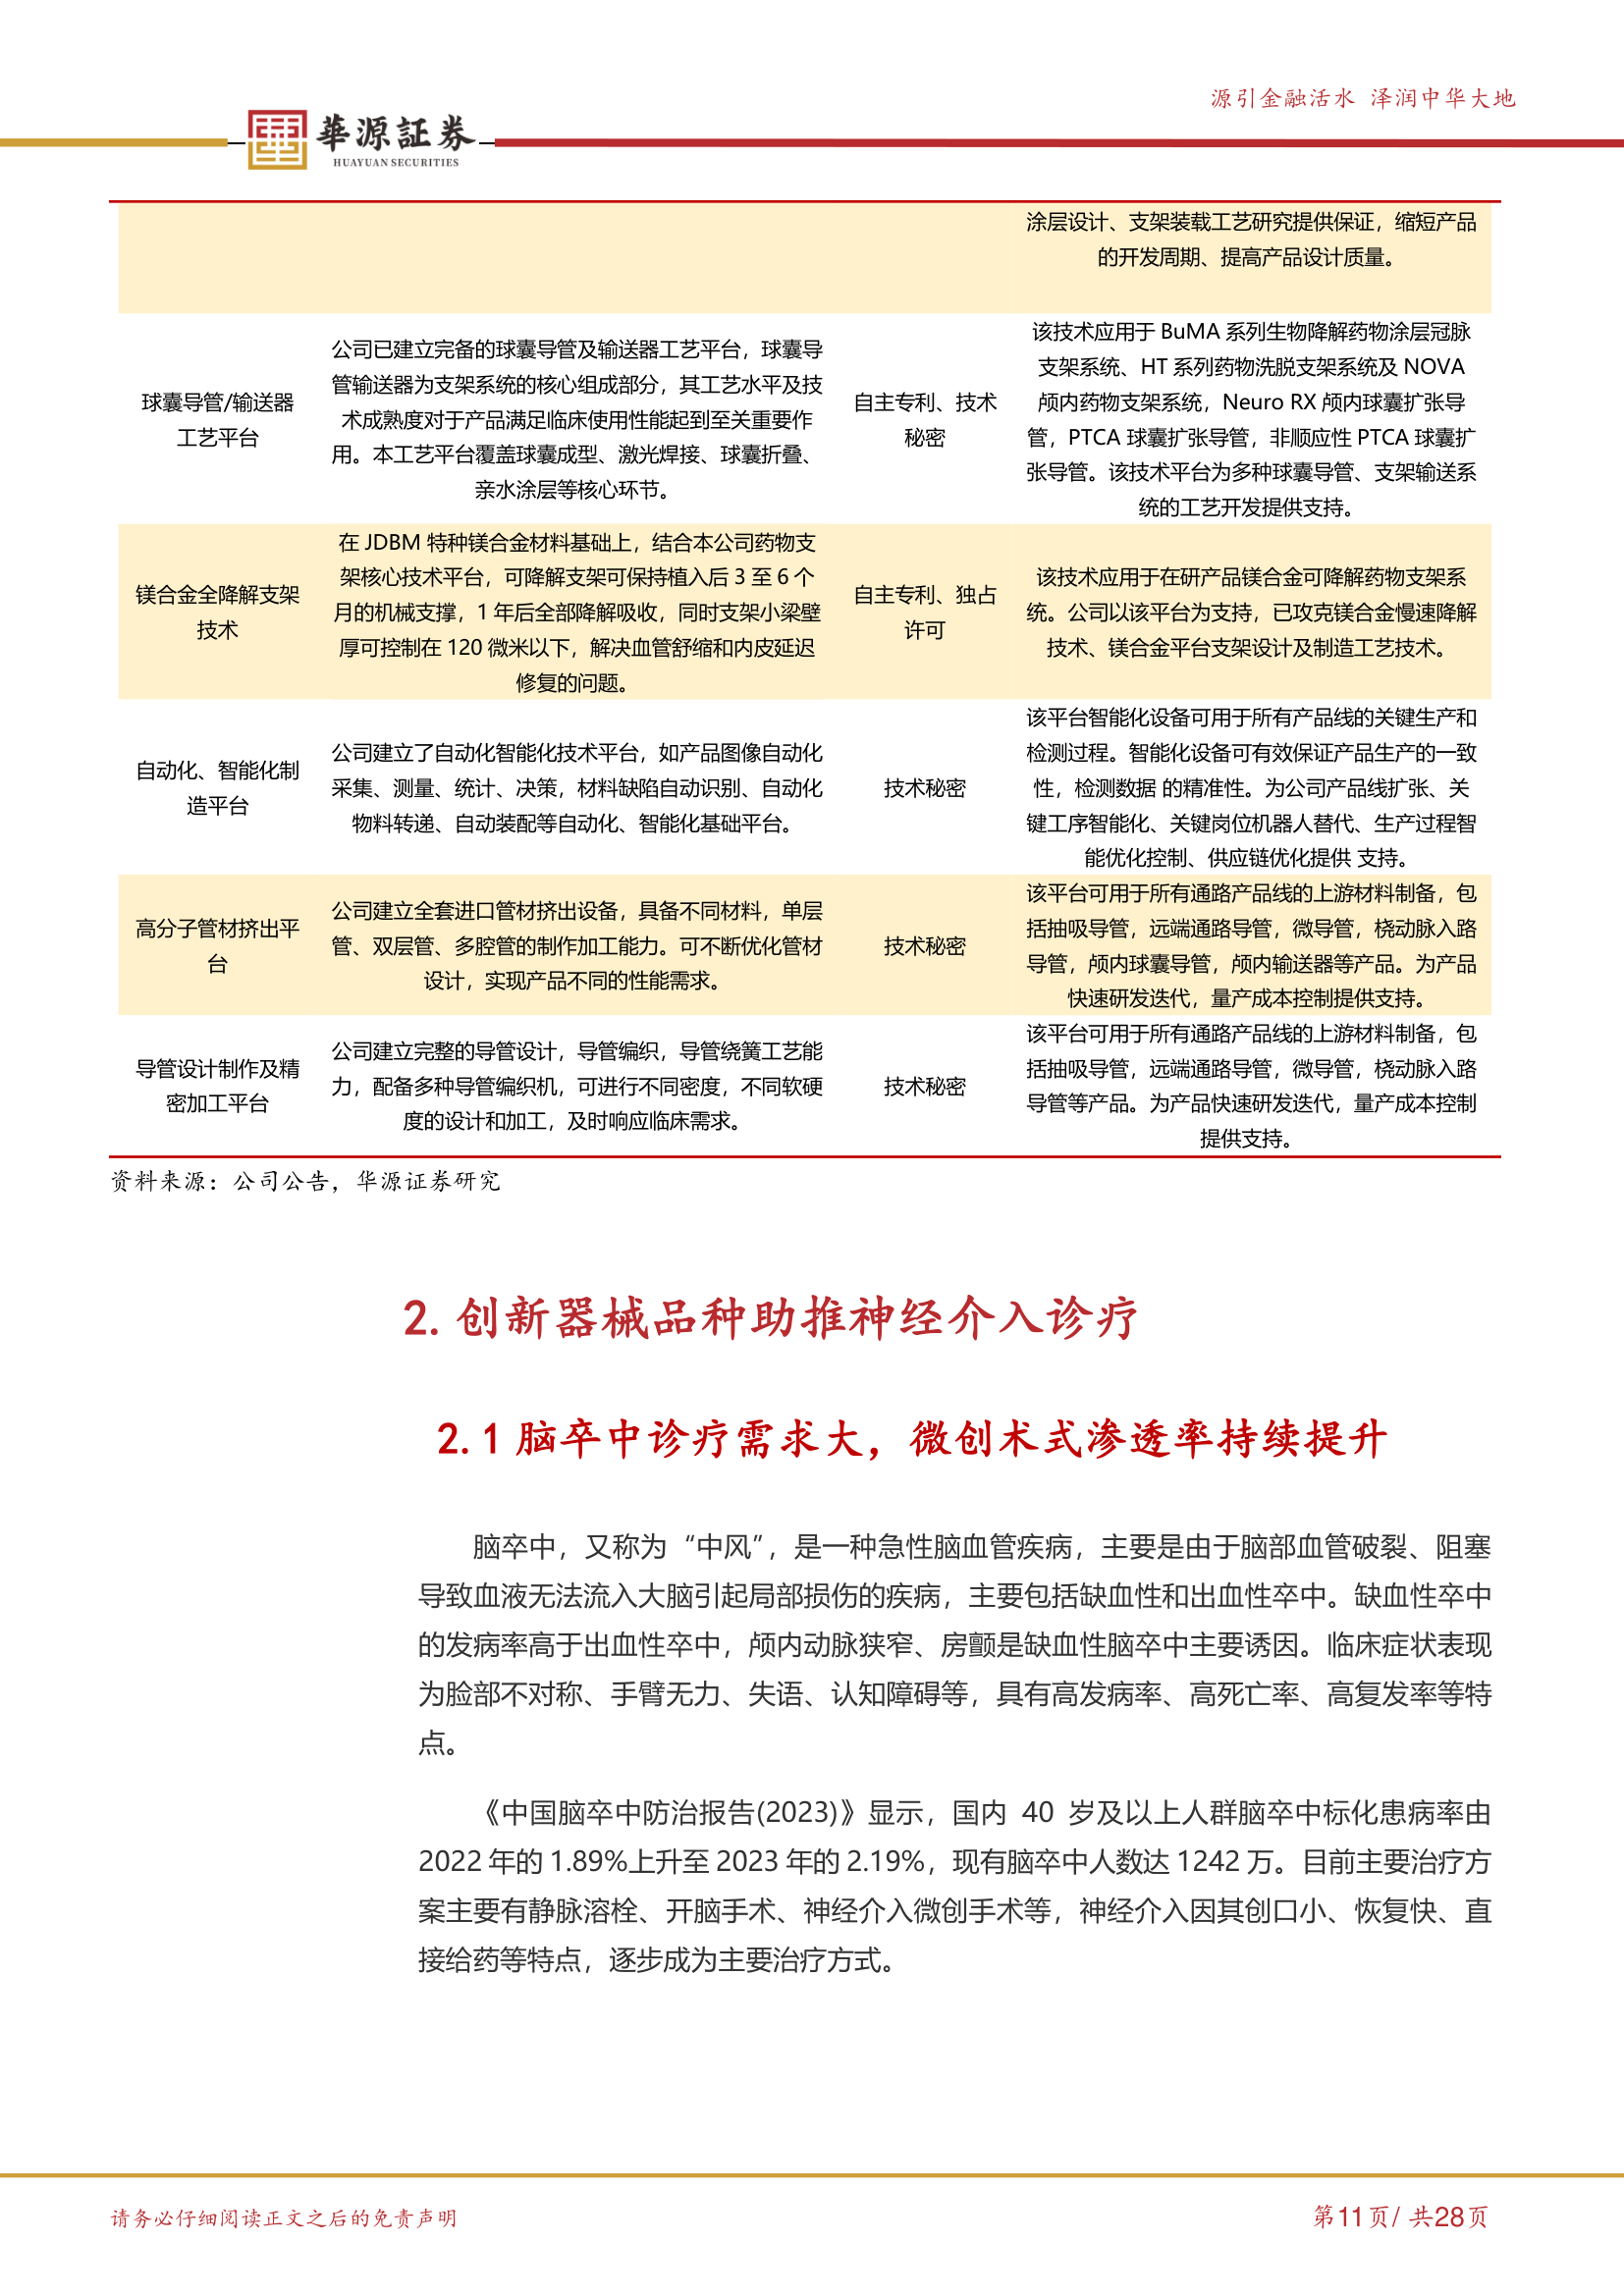 源引金融活水 泽润中华大地
華源証券
HUAYUAN SECURITIES
涂层设计、支架装载工艺研究提供保证，缩短产品
的开发周期、提高产品设计质量。
球囊导管/输送器
工艺平台
公司已建立完备的球囊导管及输送器工艺平台，球囊导
管输送器为支架系统的核心组成部分，其工艺水平及技
术成熟度对于产品满足临床使用性能起到至关重要作
用。本工艺平台覆盖球囊成型、激光焊接、球囊折叠、
亲水涂层等核心环节。
自主专利、技术
秘密
该技术应用于 BuMA 系列生物降解药物涂层冠脉
支架系统、HT 系列药物洗脱支架系统及 NOVA
颅内药物支架系统，Neuro RX 颅内球囊扩张导
管，PTCA 球囊扩张导管，非顺应性 PTCA 球囊扩
张导管。该技术平台为多种球囊导管、支架输送系
统的工艺开发提供支持。
镁合金全降解支架
技术
在 JDBM 特种镁合金材料基础上，结合本公司药物支
架核心技术平台，可降解支架可保持植入后 3 至 6 个
月的机械支撑，1 年后全部降解吸收，同时支架小梁壁
厚可控制在 120 微米以下，解决血管舒缩和内皮延迟
修复的问题。
自主专利、独占
许可
该技术应用于在研产品镁合金可降解药物支架系
统。公司以该平台为支持，已攻克镁合金慢速降解
技术、镁合金平台支架设计及制造工艺技术。
自动化、智能化制
造平台
公司建立了自动化智能化技术平台，如产品图像自动化
采集、测量、统计、决策，材料缺陷自动识别、自动化
物料转递、自动装配等自动化、智能化基础平台。
技术秘密
该平台智能化设备可用于所有产品线的关键生产和
检测过程。智能化设备可有效保证产品生产的一致
性，检测数据 的精准性。为公司产品线扩张、关
键工序智能化、关键岗位机器人替代、生产过程智
能优化控制、供应链优化提供 支持。
高分子管材挤出平
台
公司建立全套进口管材挤出设备，具备不同材料，单层
管、双层管、多腔管的制作加工能力。可不断优化管材
设计，实现产品不同的性能需求。
技术秘密
该平台可用于所有通路产品线的上游材料制备，包
括抽吸导管，远端通路导管，微导管，桡动脉入路
导管，颅内球囊导管，颅内输送器等产品。为产品
快速研发迭代，量产成本控制提供支持。
导管设计制作及精
密加工平台
公司建立完整的导管设计，导管编织，导管绕簧工艺能
力，配备多种导管编织机，可进行不同密度，不同软硬
度的设计和加工，及时响应临床需求。
技术秘密
该平台可用于所有通路产品线的上游材料制备，包
括抽吸导管，远端通路导管，微导管，桡动脉入路
导管等产品。为产品快速研发迭代，量产成本控制
提供支持。
资料来源：公司公告，华源证券研究
2. 创新器械品种助推神经介入诊疗
2.1 脑卒中诊疗需求大，微创术式渗透率持续提升
脑卒中，又称为“中风”，是一种急性脑血管疾病，主要是由于脑部血管破裂、阻塞
导致血液无法流入大脑引起局部损伤的疾病，主要包括缺血性和出血性卒中。缺血性卒中
的发病率高于出血性卒中，颅内动脉狭窄、房颤是缺血性脑卒中主要诱因。临床症状表现
为脸部不对称、手臂无力、失语、认知障碍等，具有高发病率、高死亡率、高复发率等特
点。
《中国脑卒中防治报告(2023)》显示，国内 40 岁及以上人群脑卒中标化患病率由
2022 年的 1.89%上升至 2023 年的 2.19%，现有脑卒中人数达 1242 万。目前主要治疗方
案主要有静脉溶栓、开脑手术、神经介入微创手术等，神经介入因其创口小、恢复快、直
接给药等特点，逐步成为主要治疗方式。
请务必仔细阅读正文之后的免责声明
第11页/ 共28页